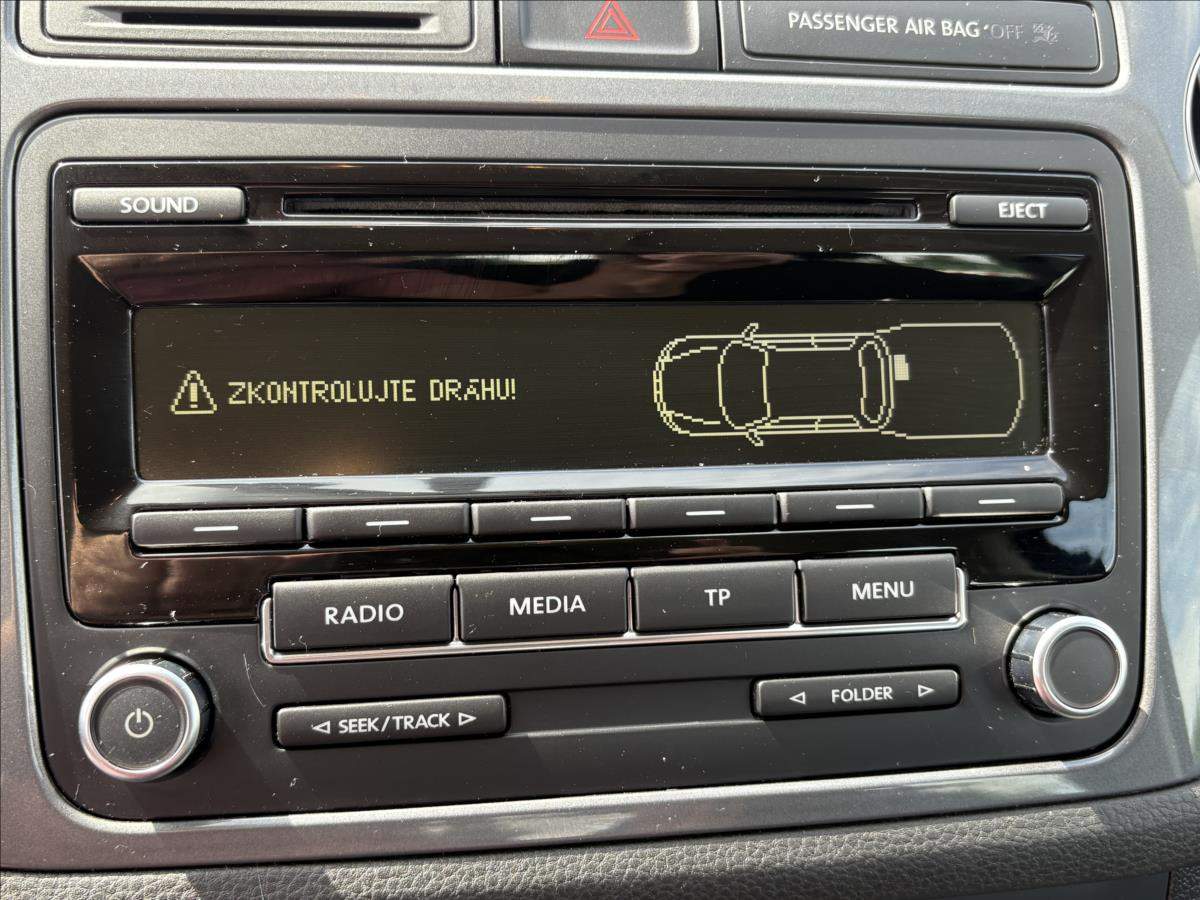 PASSENGER AIR BAG OFF
SOUND
EJECT
ZKONTROLUJTE DRÁHU!
RADIO
MEDIA
TP
MENU
SEEK/TRACK
FOLDER